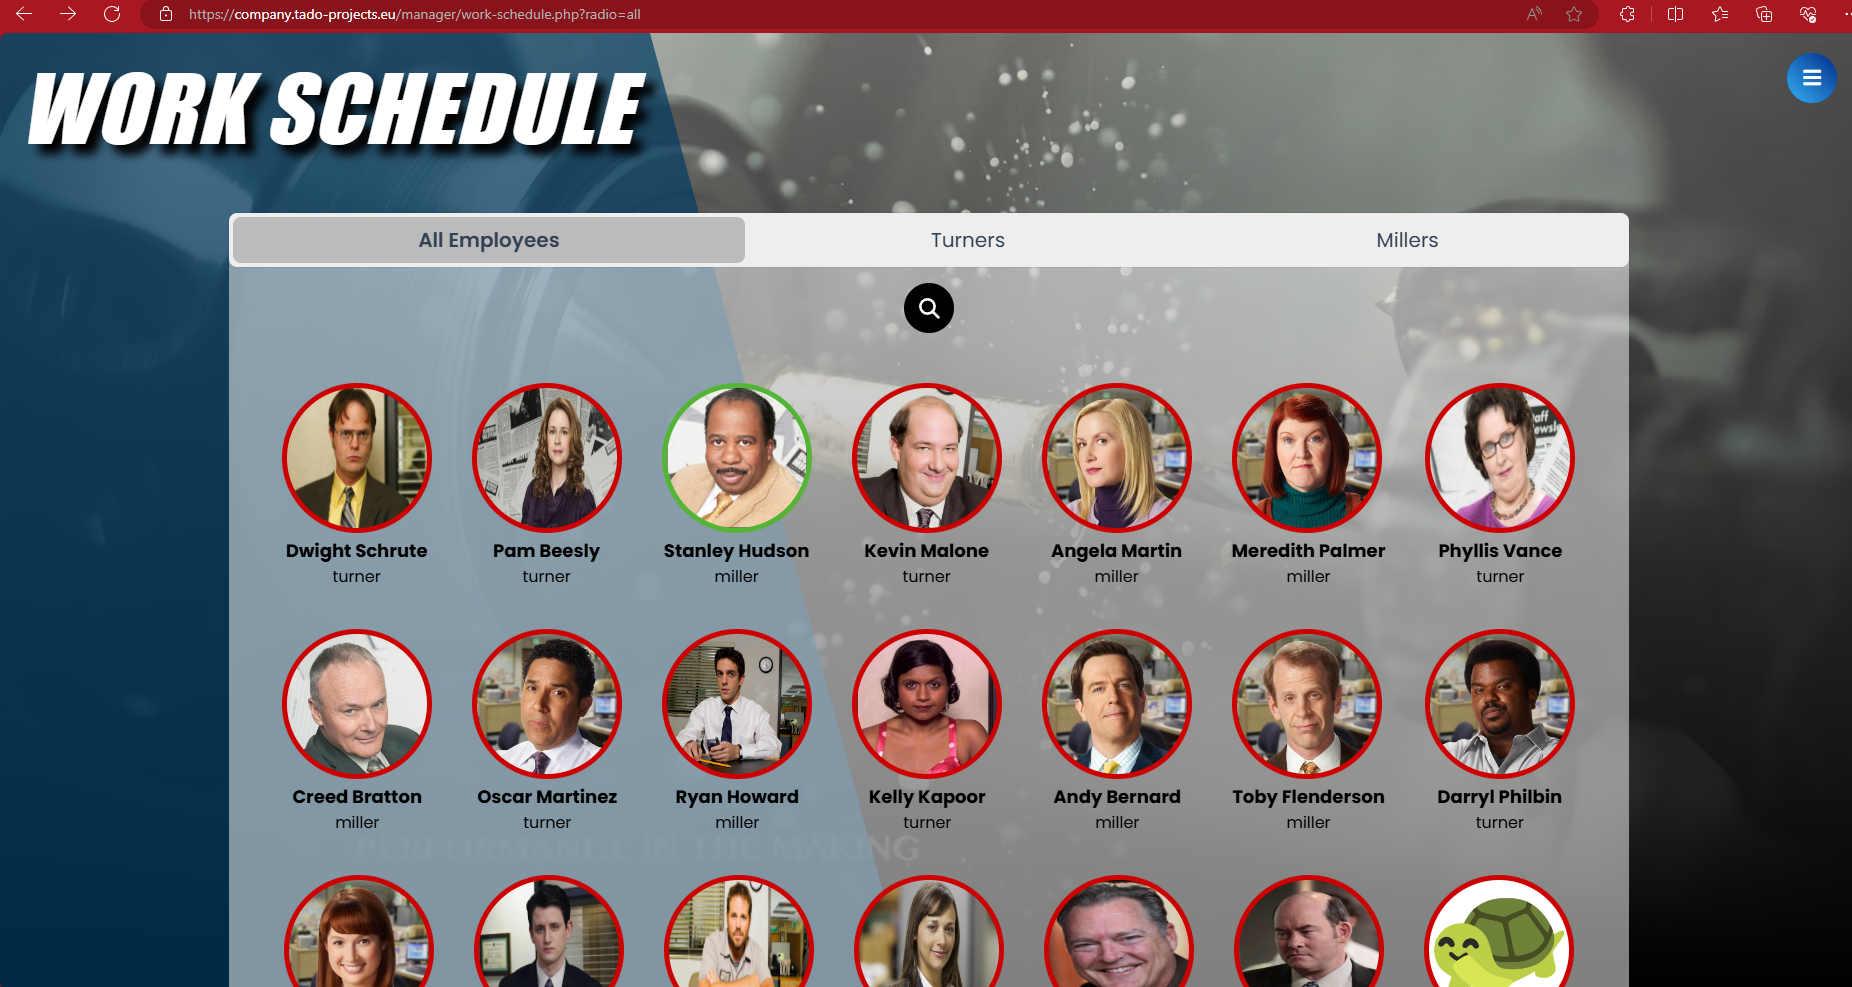 https://company.tado-projects.eu/manager/work-schedule.php?radio=all
WORK SCHEDULE
All Employees Turners Millers
Dwight Schrute Pam Beesly Stanley Hudson Kevin Malone Angela Martin Meredith Palmer Phyllis Vance
turner turner miller turner miller miller turner
Creed Bratton Oscar Martinez Ryan Howard Kelly Kapoor Andy Bernard Toby Flenderson Darryl Philbin
miller turner miller turner miller miller turner
PERFORMANCE IN THE MAKING